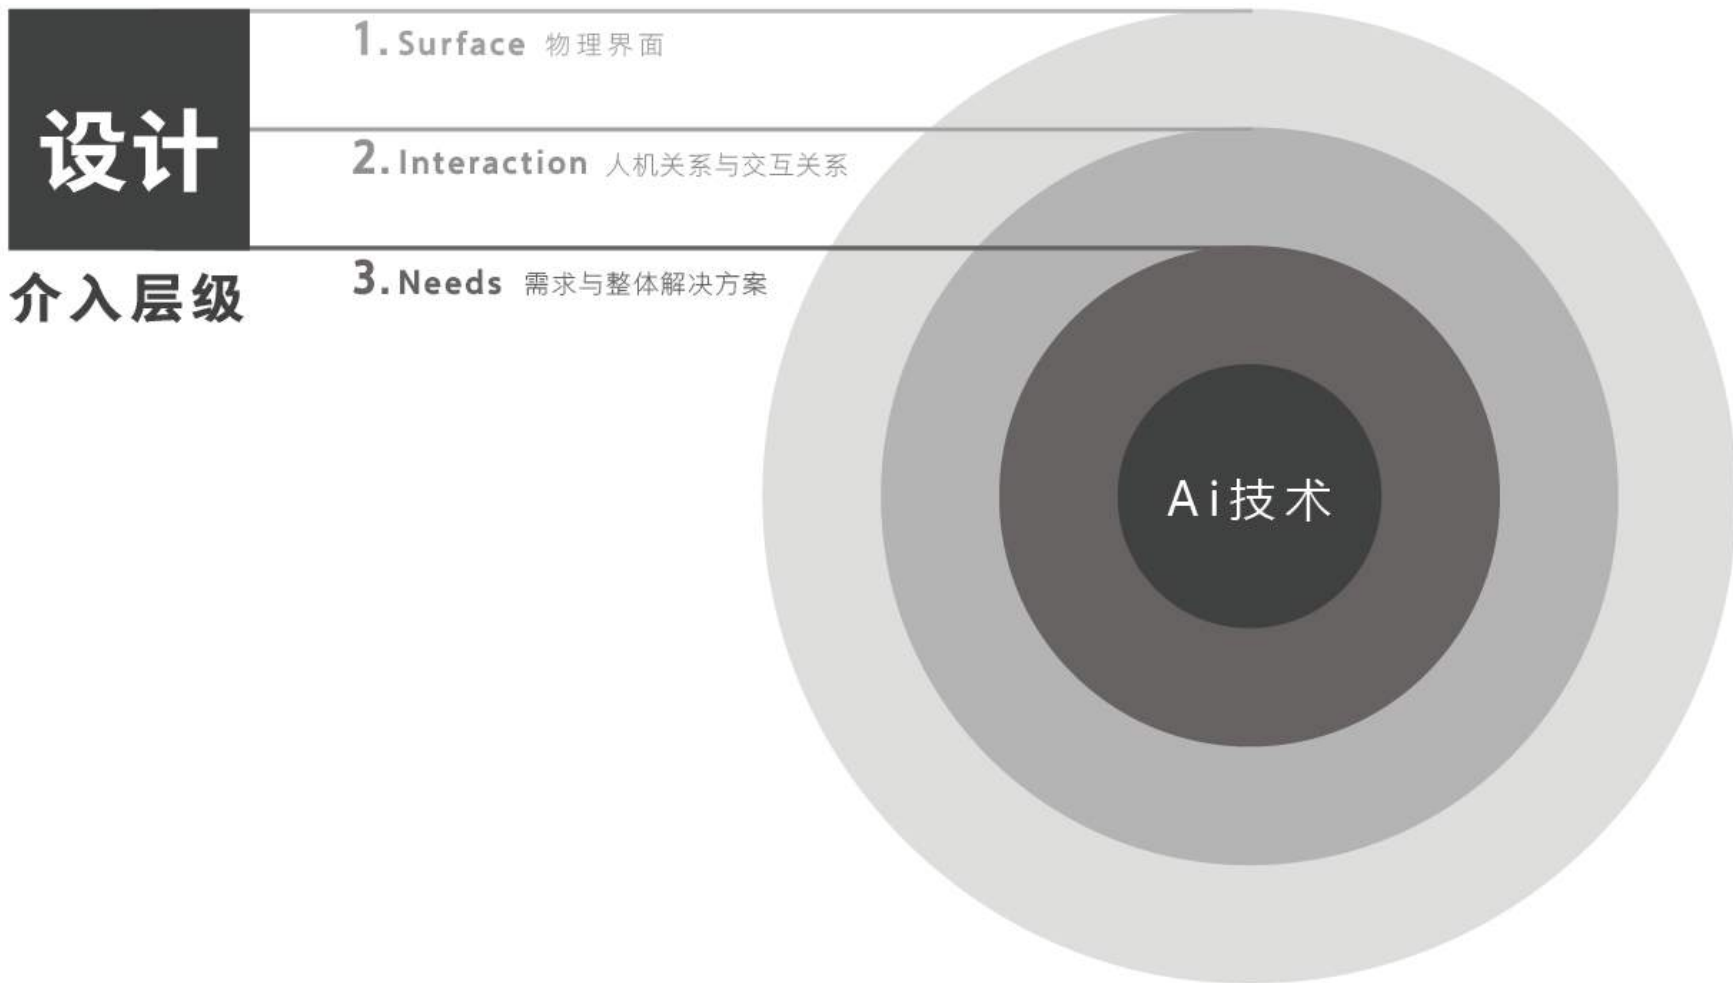 设计
介入层级
1. Surface 物理界面
2. Interaction 人机关系与交互关系
3. Needs 需求与整体解决方案
Ai技术